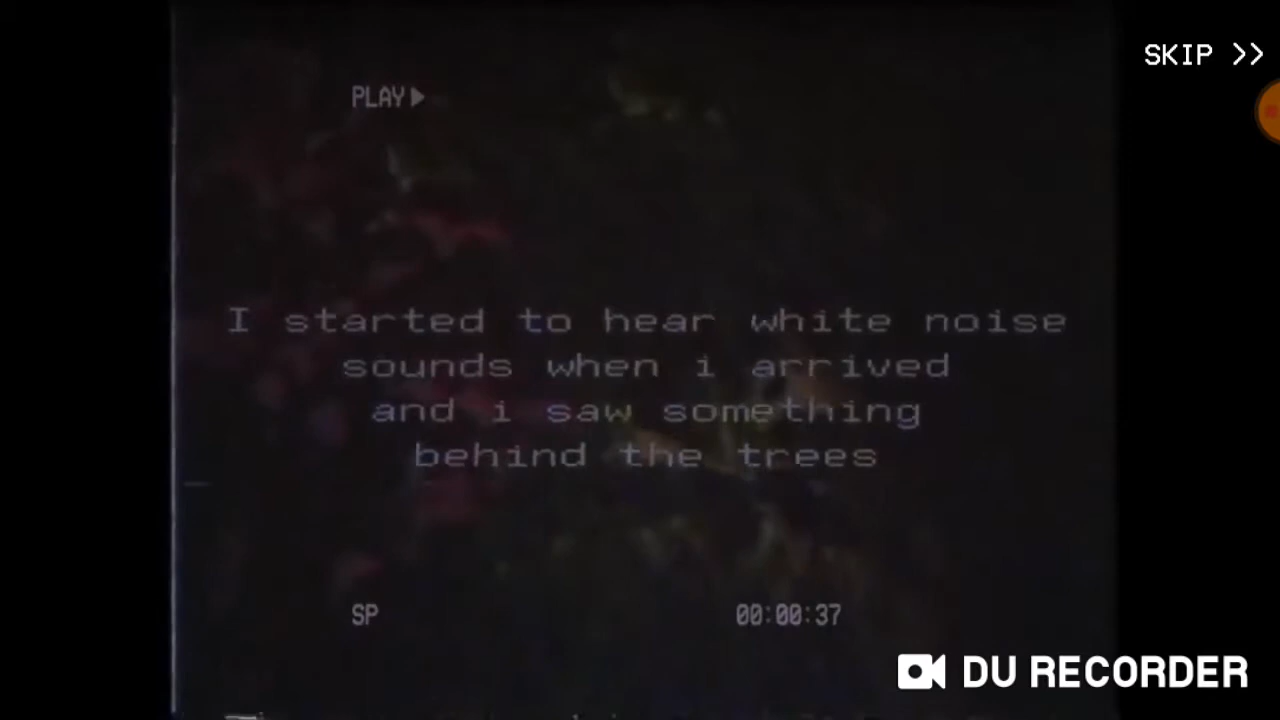 SKIP >>
PLAY▶
I started to hear white noise
sounds when i arrived
and i saw something
behind the trees
SP
00:00:37
DU RECORDER